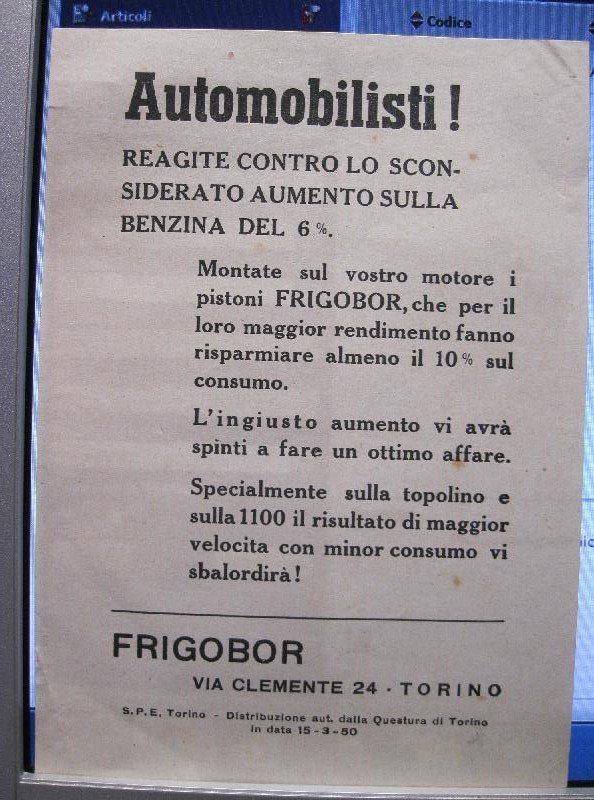 Articoli
Codice
Automobilisti!
REAGITE CONTRO LO SCON-
SIDERATO AUMENTO SULLA
BENZINA DEL 6%.
Montate sul vostro motore i
pistoni FRIGOBOR, che per il
loro maggior rendimento fanno
risparmiare almeno il 10% sul
consumo.
L'ingiusto aumento vi avrà
spinti a fare un ottimo affare.
Specialmente sulla topolino e
sulla 1100 il risultato di maggior
velocita con minor consumo vi
sbalordirà!
FRIGOBOR
VIA CLEMENTE 24 - TORINO
S.P.E. Torino - Distribuzione aut. dalla Questura di Torino
in data 15-3-50